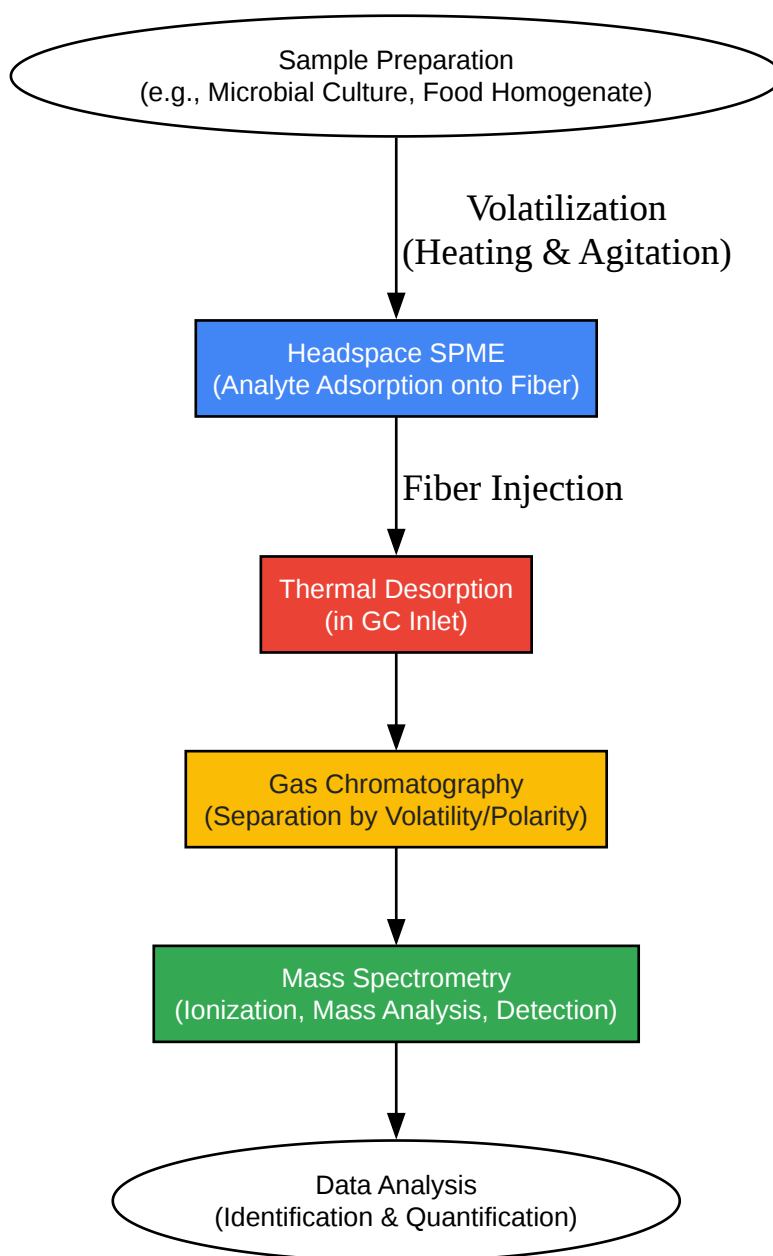 Sample Preparation
(e.g., Microbial Culture, Food Homogenate)
Volatilization
(Heating & Agitation)
Headspace SPME
(Analyte Adsorption onto Fiber)
Fiber Injection
Thermal Desorption
(in GC Inlet)
Gas Chromatography
(Separation by Volatility/Polarity)
Mass Spectrometry
(Ionization, Mass Analysis, Detection)
Data Analysis
(Identification & Quantification)